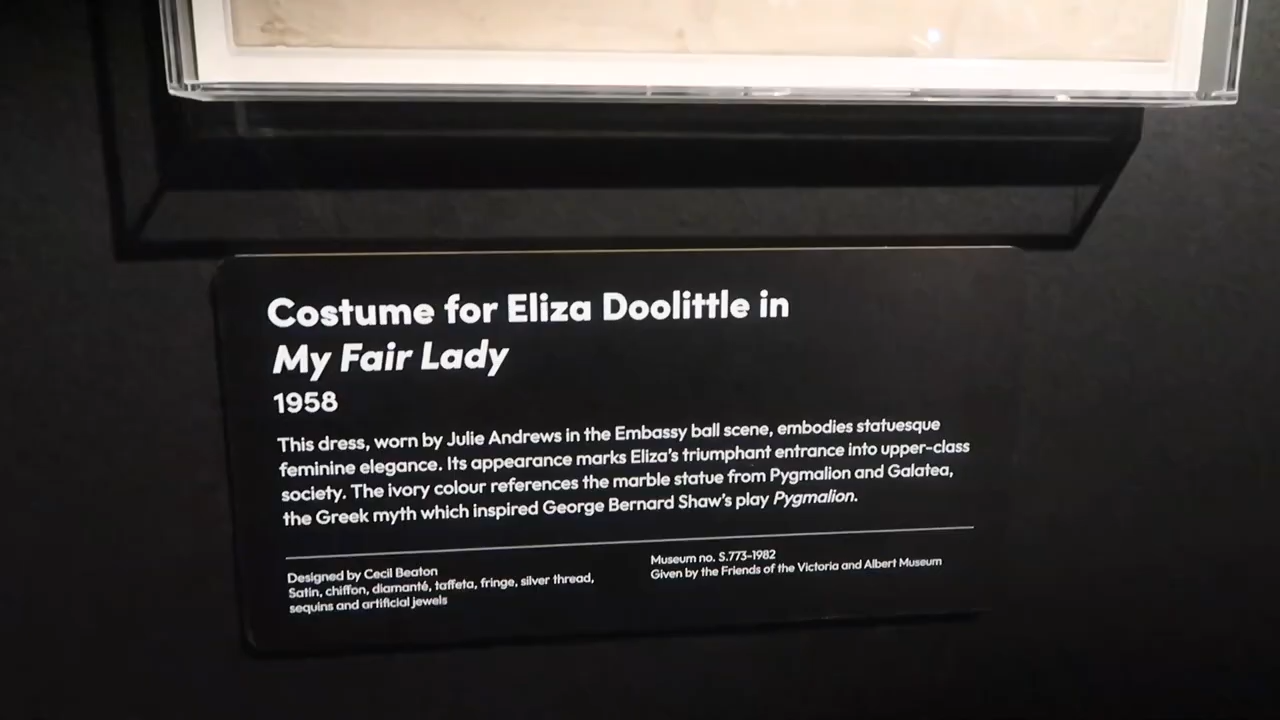 Costume for Eliza Doolittle in
My Fair Lady
1958
This dress, worn by Julie Andrews in the Embassy ball scene, embodies statuesque
feminine elegance. Its appearance marks Eliza's triumphant entrance into upper-class
society. The ivory colour references the marble statue from Pygmalion and Galatea,
the Greek myth which inspired George Bernard Shaw's play Pygmalion.
Designed by Cecil Beaton
Satin, chiffon, diamanté, taffeta, fringe, silver thread,
sequins and artificial jewels
Museum no. S.773-1982
Given by the Friends of the Victoria and Albert Museum